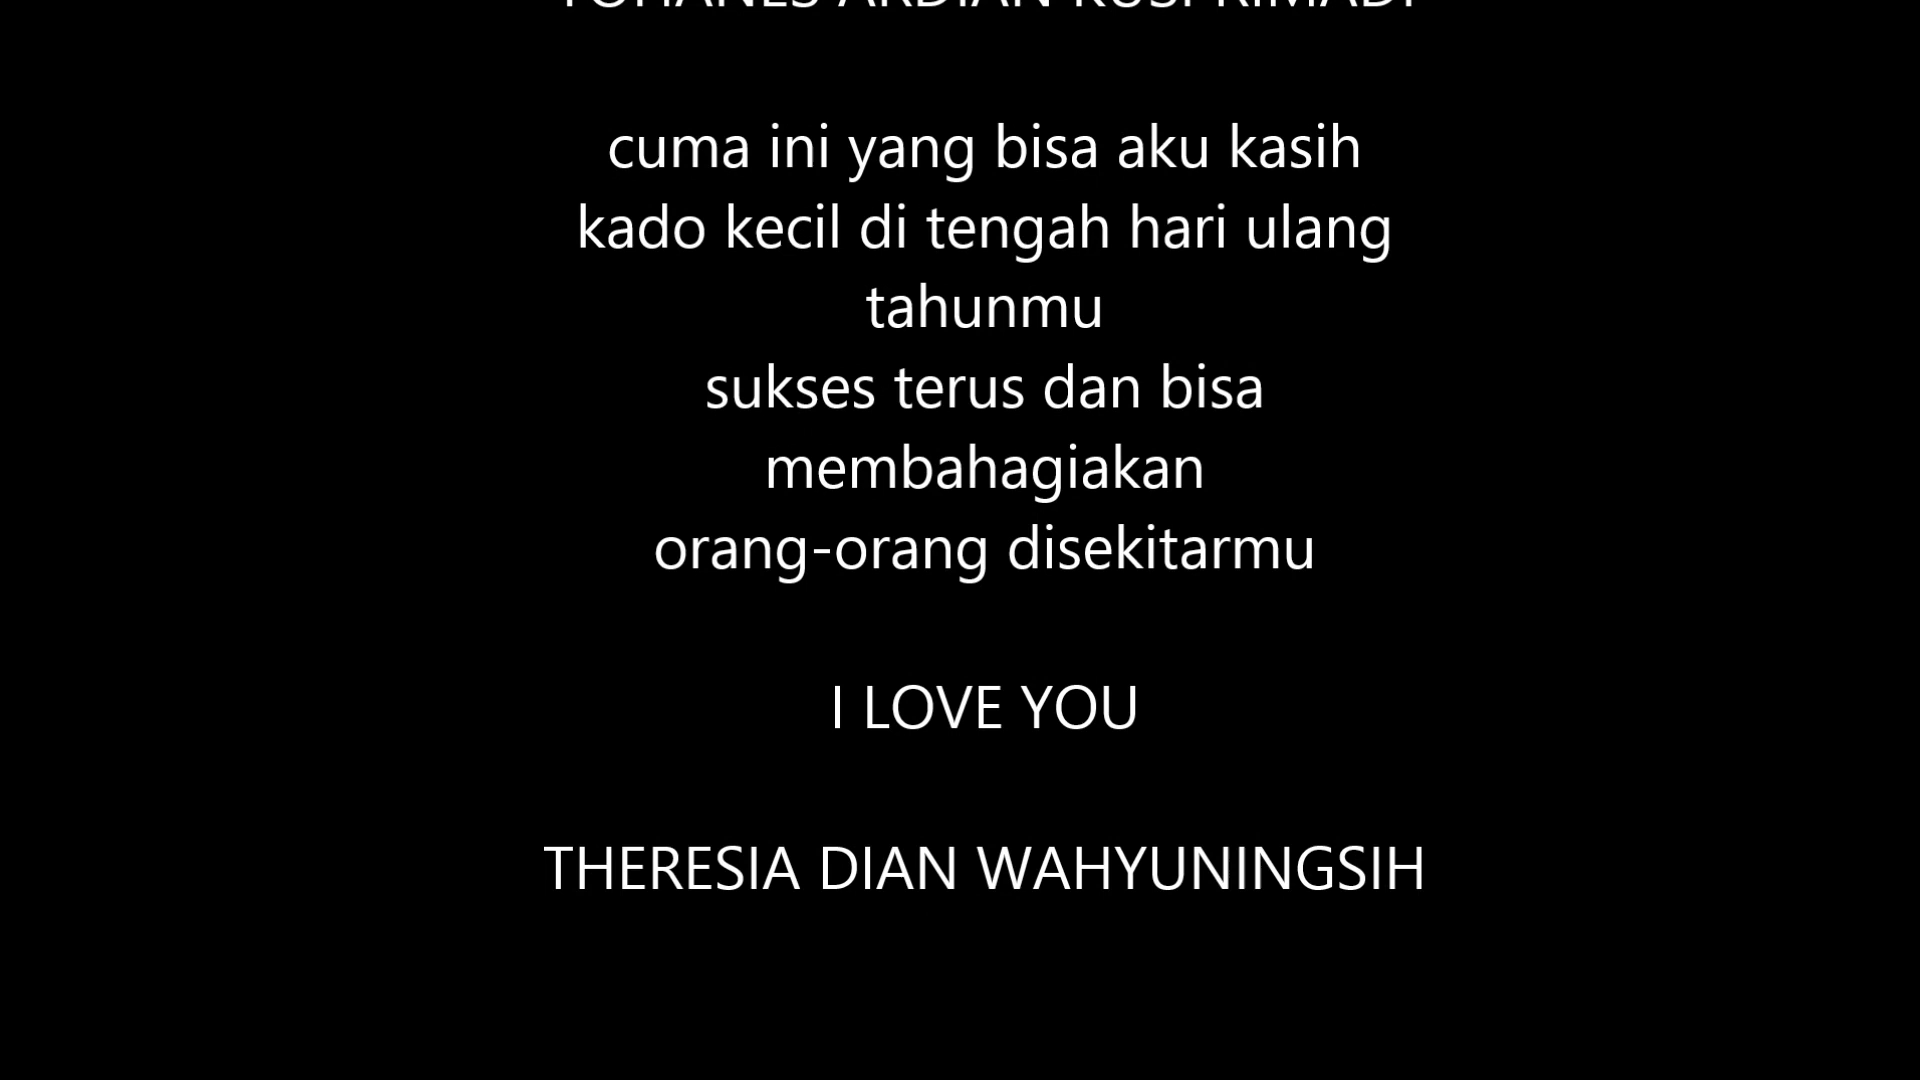 YOHANES ARDIAN KUSPRIMADI
cuma ini yang bisa aku kasih
kado kecil di tengah hari ulang
tahunmu
sukses terus dan bisa
membahagiakan
orang-orang disekitarmu
I LOVE YOU
THERESIA DIAN WAHYUNINGSIH